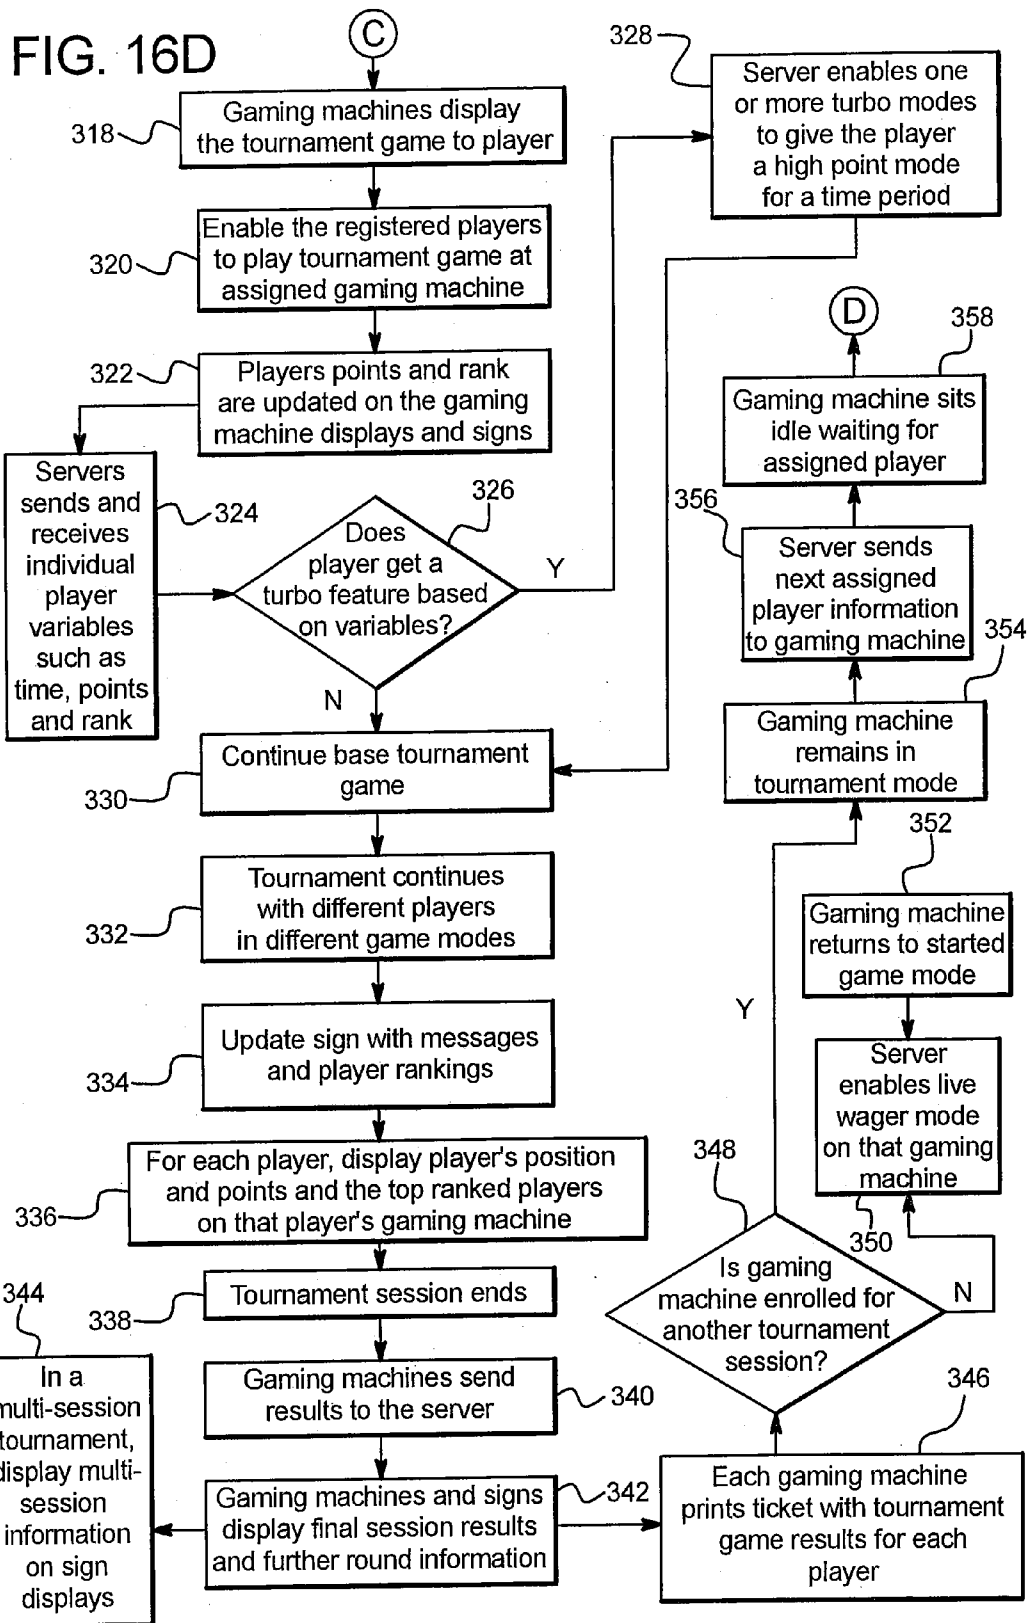 FIG. 16D
C
318
Gaming machines display
the tournament game to player
320
Enable the registered players
to play tournament game at
assigned gaming machine
322
Players points and rank
are updated on the gaming
machine displays and signs
Servers
sends and
receives
individual
player
variables
such as
time, points
and rank
324
326
Does
player get a
turbo feature based
on variables?
Y
N
328
Server enables one
or more turbo modes
to give the player
a high point mode
for a time period
330
Continue base tournament
game
332
Tournament continues
with different players
in different game modes
334
Update sign with messages
and player rankings
336
For each player, display player's position
and points and the top ranked players
on that player's gaming machine
338
Tournament session ends
Gaming machines send
results to the server
340
Gaming machines and signs
display final session results
and further round information
342
344
In a
multi-session
tournament,
display multi-
session
information
on sign
displays
346
Each gaming machine
prints ticket with tournament
game results for each
player
348
Is gaming
machine enrolled for
another tournament
session?
Y
N
350
Server
enables live
wager mode
on that gaming
machine
352
Gaming machine
returns to started
game mode
354
Gaming machine
remains in
tournament mode
356
Server sends
next assigned
player information
to gaming machine
358
Gaming machine sits
idle waiting for
assigned player
D